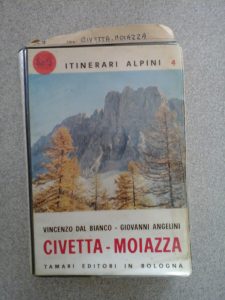 CIVETTA-MOIAZZA
ITINERARI ALPINI 4
VINCENZO DAL BIANCO - GIOVANNI ANGELINI
CIVETTA - MOIAZZA
TAMARI EDITORI IN BOLOGNA